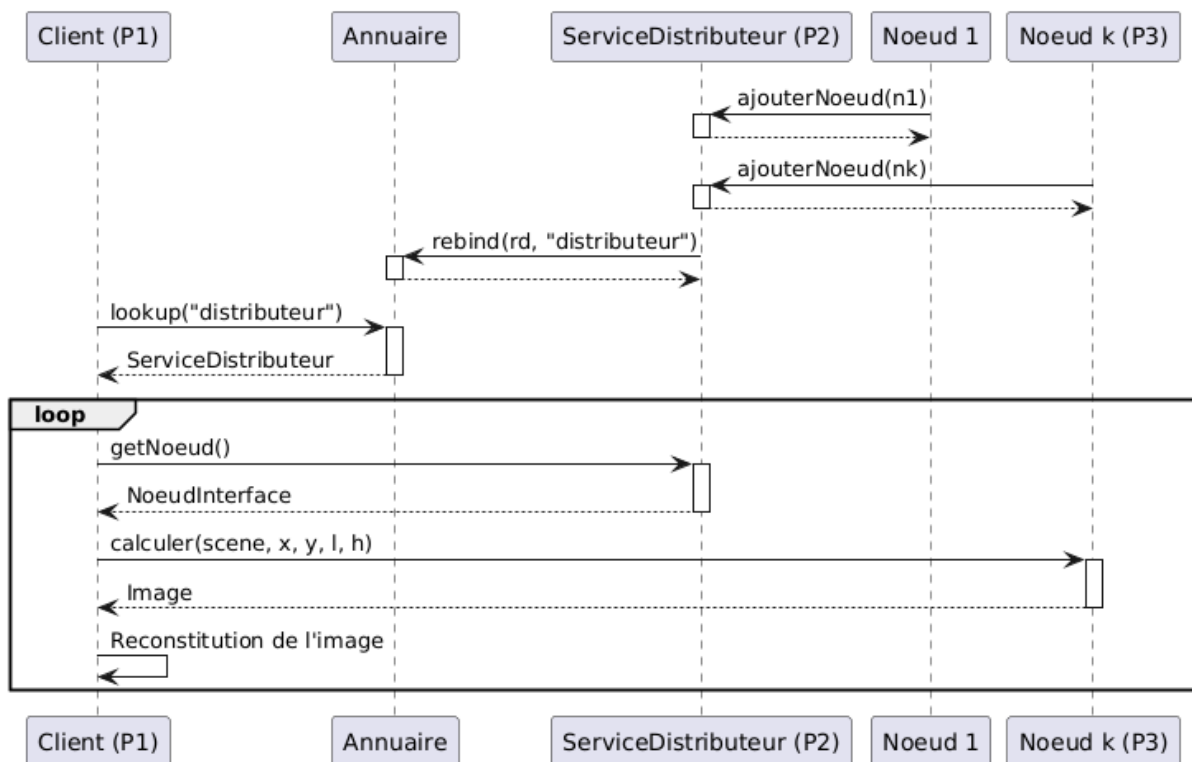 Client (P1) Annuaire ServiceDistributeur (P2) Noeud 1 Noeud k (P3)
ajouterNoeud(n1)
ajouterNoeud(nk)
rebind(rd, "distributeur")
lookup("distributeur")
ServiceDistributeur
loop
getNoeud()
NoeudInterface
calculer(scene, x, y, l, h)
Image
Reconstitution de l'image
Client (P1) Annuaire ServiceDistributeur (P2) Noeud 1 Noeud k (P3)